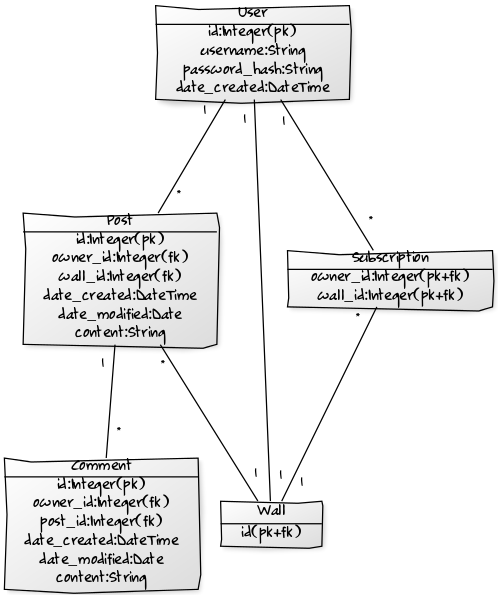 User
id:Integer(pk)
username:String
password_hash:String
date_created:DateTime
1
1
1
*
*
Post
id:Integer(pk)
owner_id:Integer(fk)
wall_id:Integer(fk)
date_created:DateTime
date_modified:Date
content:String
Subscription
owner_id:Integer(pk+fk)
wall_id:Integer(pk+fk)
1
*
*
*
1
1
1
Comment
id:Integer(pk)
owner_id:Integer(fk)
post_id:Integer(fk)
date_created:DateTime
date_modified:Date
content:String
Wall
id(pk+fk)